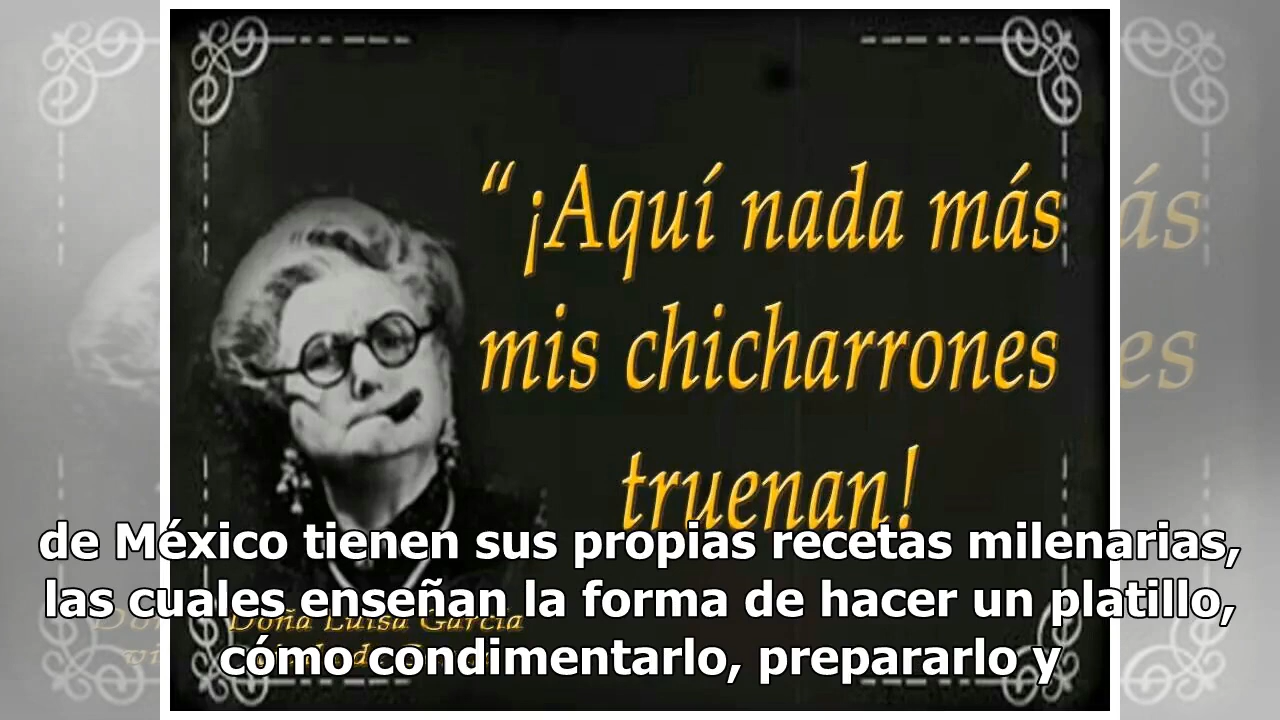 “¡Aquí nada más
mis chicharrones
truenan!
Doña Luisa García
de México tienen sus propias recetas milenarias,
las cuales enseñan la forma de hacer un platillo,
cómo condimentarlo, prepararlo y